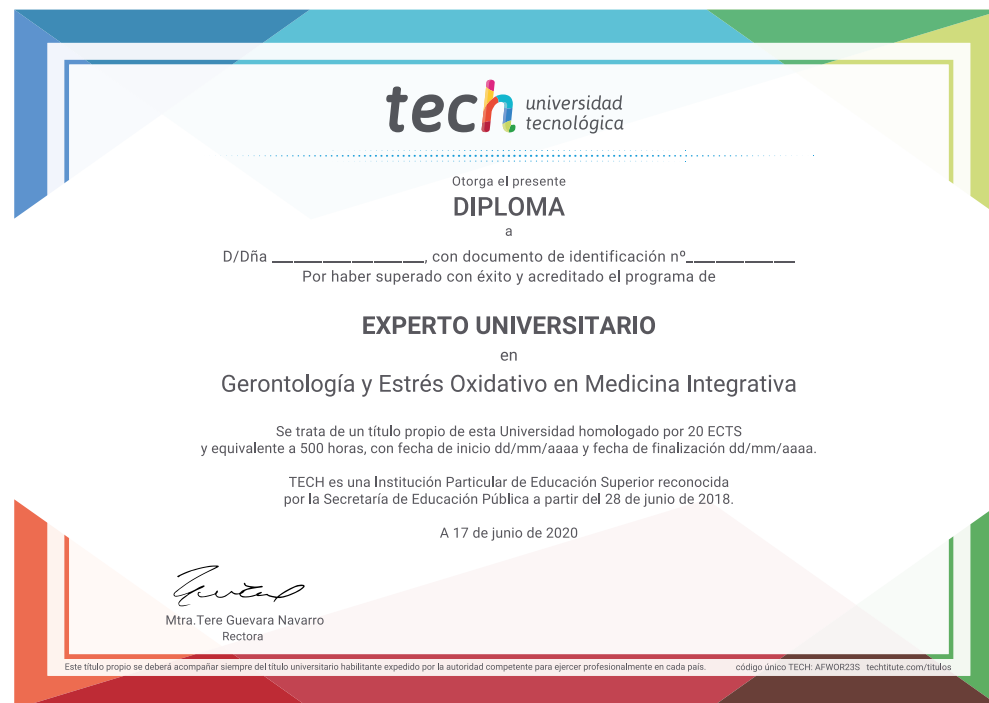 tech universidad
tecnológica
Otorga el presente
DIPLOMA
a
D/Dña ____________________, con documento de identificación nº______________
Por haber superado con éxito y acreditado el programa de
EXPERTO UNIVERSITARIO
en
Gerontología y Estrés Oxidativo en Medicina Integrativa
Se trata de un título propio de esta Universidad homologado por 20 ECTS
y equivalente a 500 horas, con fecha de inicio dd/mm/aaaa y fecha de finalización dd/mm/aaaa.
TECH es una Institución Particular de Educación Superior reconocida
por la Secretaría de Educación Pública a partir del 28 de junio de 2018.
A 17 de junio de 2020
Mtra.Tere Guevara Navarro
Rectora
Este título propio se deberá acompañar siempre del título universitario habilitante expedido por la autoridad competente para ejercer profesionalmente en cada país. código único TECH: AFWOR23S techtitute.com/titulos